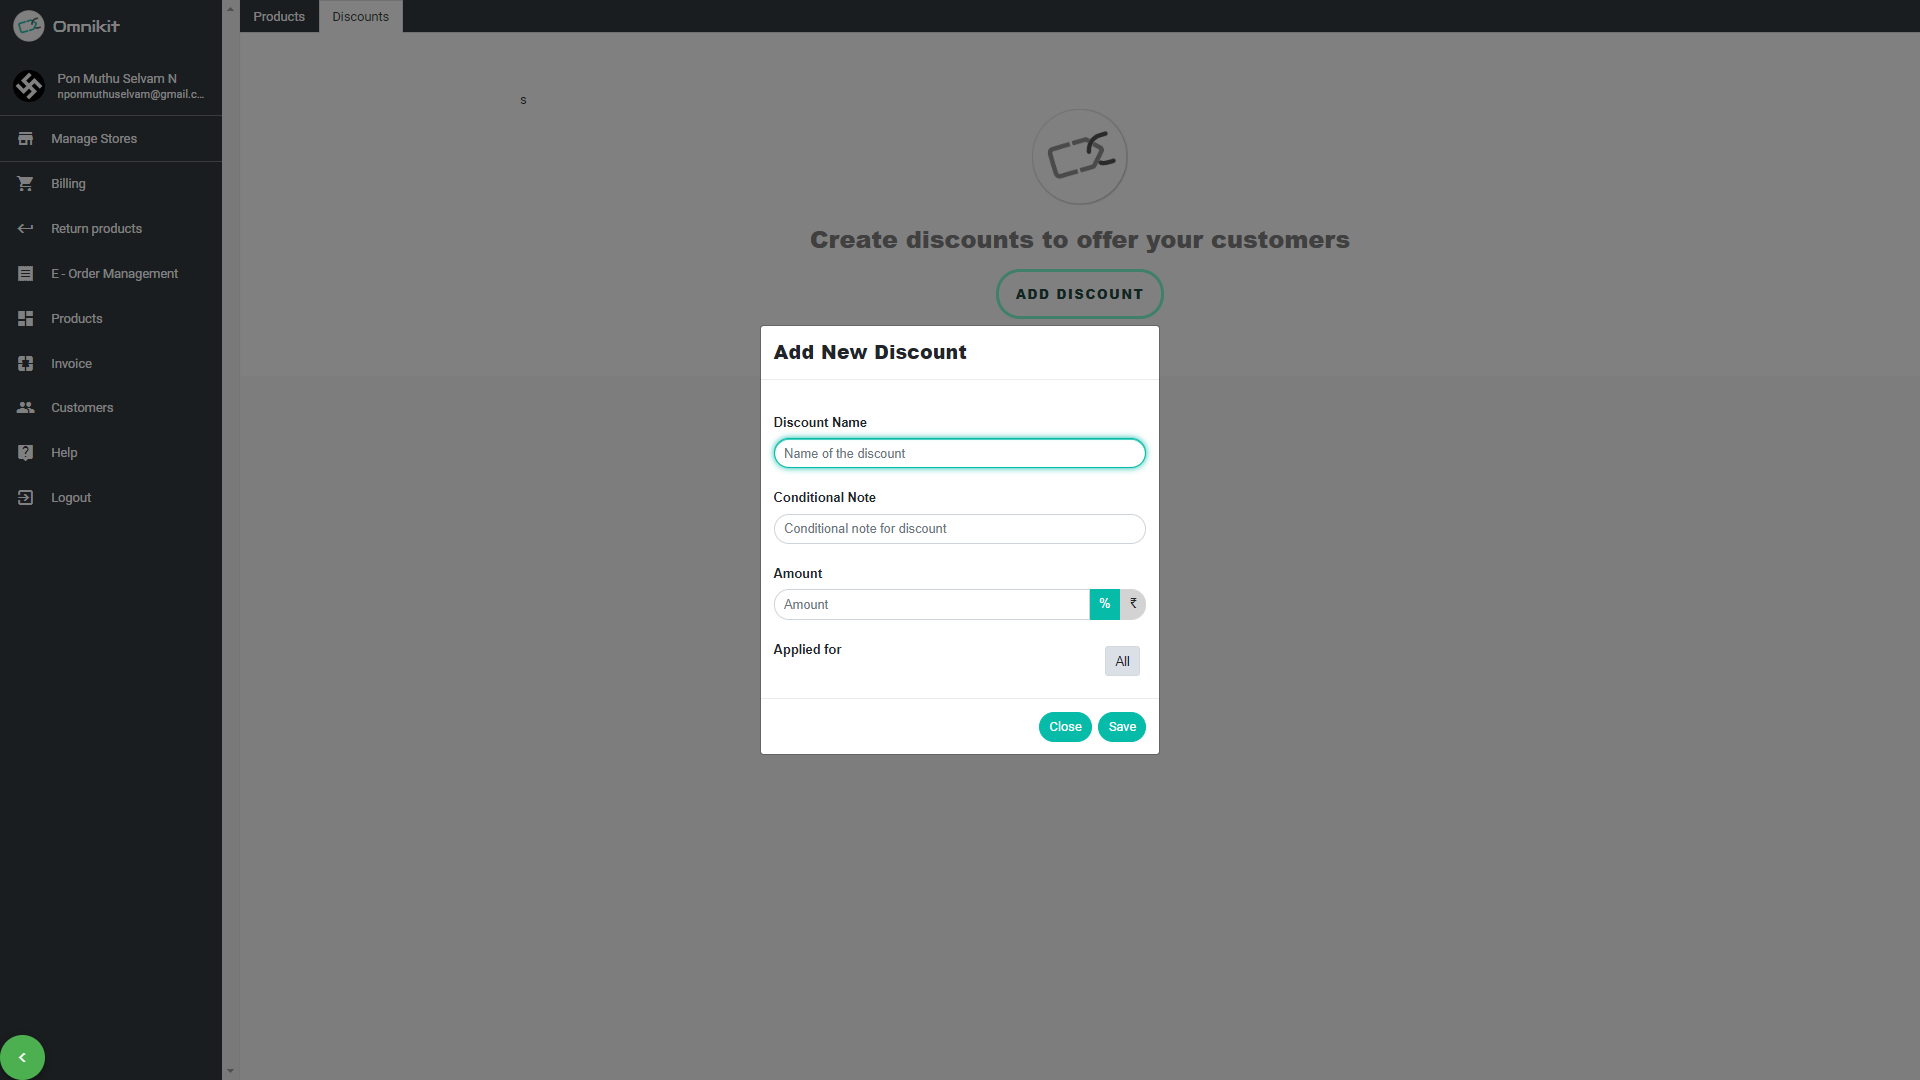 Omnikit
Pon Muthu Selvam N
nponmuthuselvam@gmail.c...
Manage Stores
Billing
Return products
E - Order Management
Products
Invoice
Customers
Help
Logout
Products
Discounts
s
Create discounts to offer your customers
ADD DISCOUNT
Add New Discount
Discount Name
Name of the discount
Conditional Note
Conditional note for discount
Amount
Amount
%
₹
Applied for
All
Close
Save